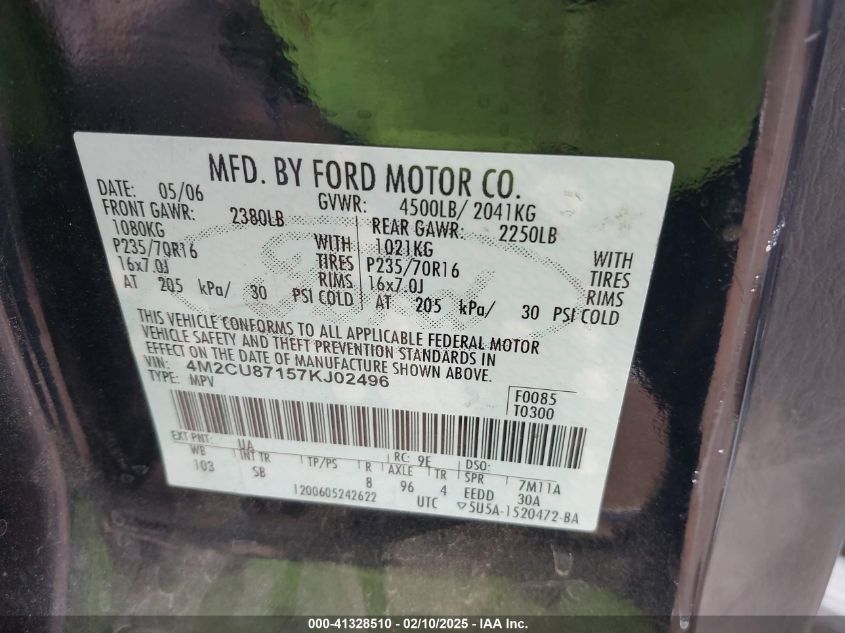 MFD. BY FORD MOTOR CO.
DATE: 05/06 GVWR: 4500LB/ 2041KG
FRONT GAWR: 2380LB REAR GAWR: 2250LB
1080KG WITH 1021KG WITH
P235/70R16 TIRES P235/70R16 TIRES
16x7.0J RIMS 16x7.0J RIMS
AT 205 kPa/ 30 PSI COLD AT 205 kPa/ 30 PSI COLD
THIS VEHICLE CONFORMS TO ALL APPLICABLE FEDERAL MOTOR
VEHICLE SAFETY AND THEFT PREVENTION STANDARDS IN
EFFECT ON THE DATE OF MANUFACTURE SHOWN ABOVE.
VIN: 4M2CU87157KJ02496
TYPE: MPV
F0085
T0300
EXT PNT: UA RC: 9E DSO:
WB INT TR TP/PS R AXLE TR SPR 7M11A
103 SB 8 96 4 EEDD 30A
1200605242622 UTC ▽5U5A-1520472-BA
000-41328510 - 02/10/2025 - IAA Inc.